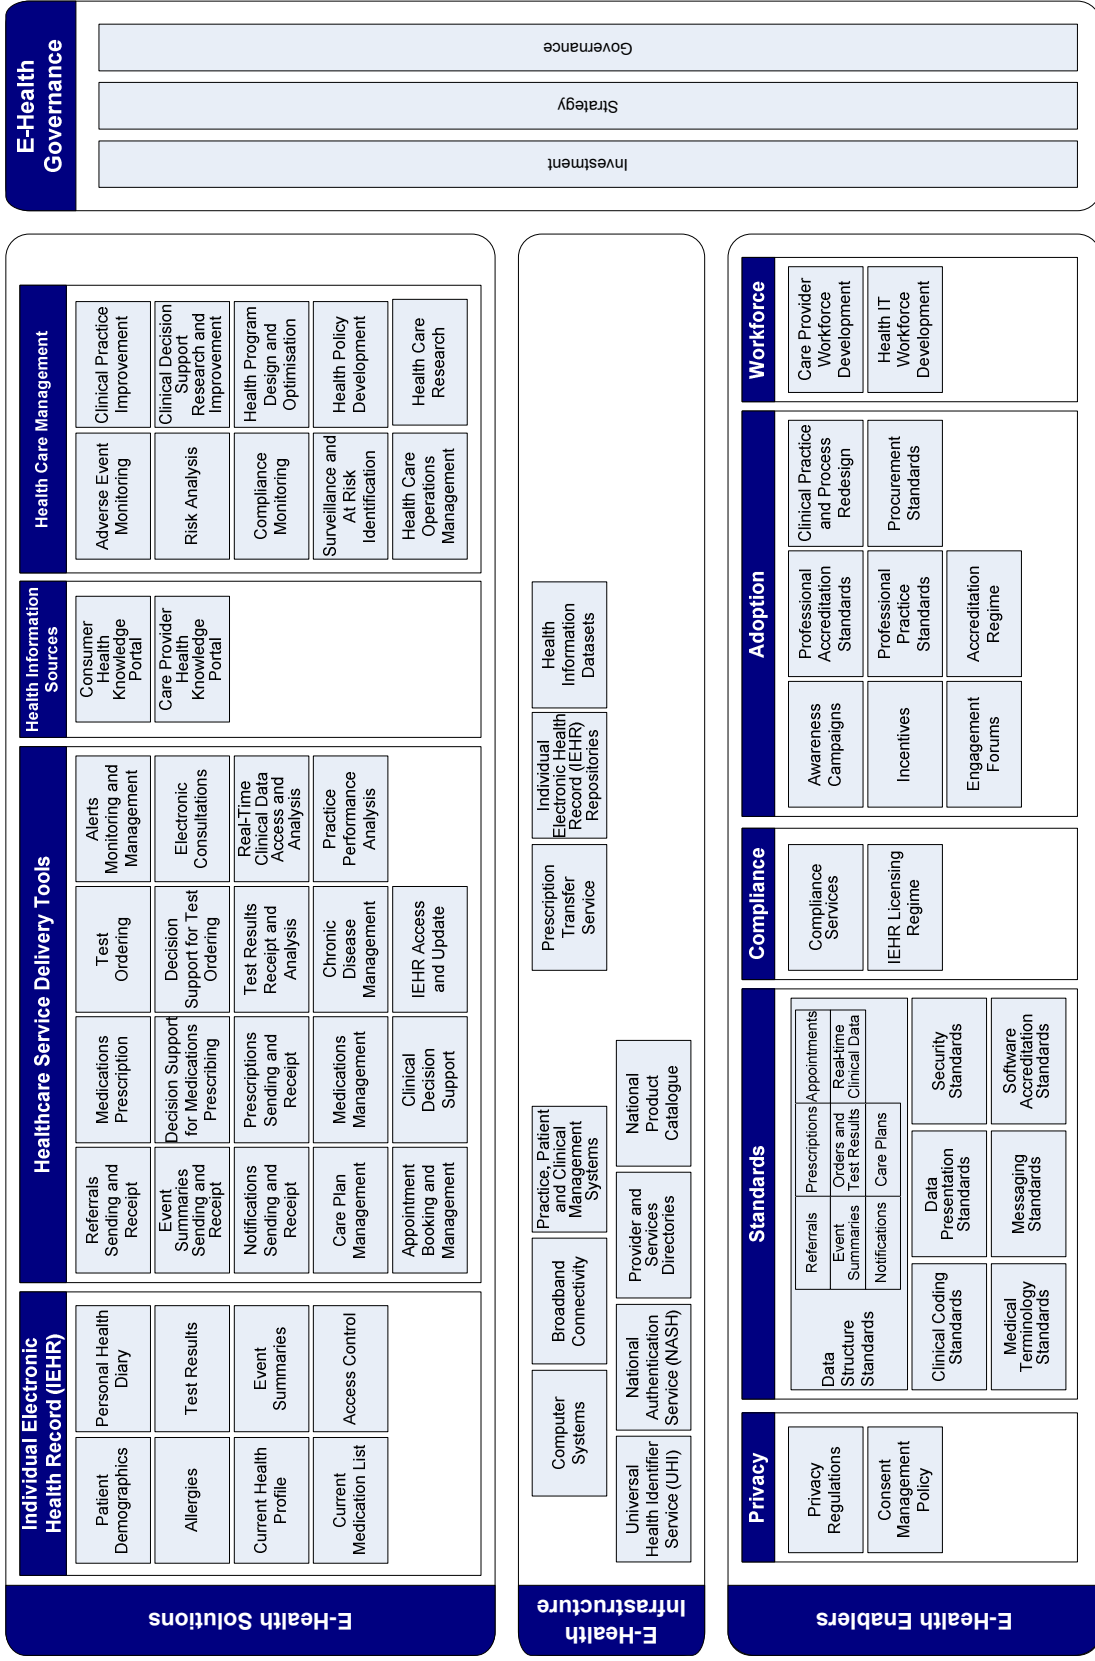 E-Health Solutions
Individual Electronic
Health Record (IEHR)
Patient
Demographics
Personal Health
Diary
Allergies
Test Results
Current Health
Profile
Event
Summaries
Current
Medication List
Access Control
Healthcare Service Delivery Tools
Referrals
Sending and
Receipt
Medications
Prescription
Test
Ordering
Alerts
Monitoring and
Management
Event
Summaries
Sending and
Receipt
Decision Support
for Medications
Prescribing
Decision
Support for Test
Ordering
Electronic
Consultations
Notifications
Sending and
Receipt
Prescriptions
Sending and
Receipt
Test Results
Receipt and
Analysis
Real-Time
Clinical Data
Access and
Analysis
Care Plan
Management
Medications
Management
Chronic
Disease
Management
Practice
Performance
Analysis
Appointment
Booking and
Management
Clinical
Decision
Support
IEHR Access
and Update
Health Information
Sources
Consumer
Health
Knowledge
Portal
Care Provider
Health
Knowledge
Portal
Health Care Management
Adverse Event
Monitoring
Clinical Practice
Improvement
Risk Analysis
Clinical Decision
Support
Research and
Improvement
Compliance
Monitoring
Health Program
Design and
Optimisation
Surveillance and
At Risk
Identification
Health Policy
Development
Health Care
Operations
Management
Health Care
Research
E-Health
Infrastructure
Computer
Systems
Broadband
Connectivity
Practice, Patient
and Clinical
Management
Systems
Prescription
Transfer
Service
Individual
Electronic Health
Record (IEHR)
Repositories
Health
Information
Datasets
Universal
Health Identifier
Service (UHI)
National
Authentication
Service (NASH)
Provider and
Services
Directories
National
Product
Catalogue
E-Health Enablers
Privacy
Privacy
Regulations
Consent
Management
Policy
Standards
Data
Structure
Standards
Referrals
Prescriptions
Appointments
Event
Summaries
Orders and
Test Results
Real-time
Clinical Data
Notifications
Care Plans
Clinical Coding
Standards
Data
Presentation
Standards
Security
Standards
Medical
Terminology
Standards
Messaging
Standards
Software
Accreditation
Standards
Compliance
Compliance
Services
IEHR Licensing
Regime
Adoption
Awareness
Campaigns
Professional
Accreditation
Standards
Clinical Practice
and Process
Redesign
Incentives
Professional
Practice
Standards
Procurement
Standards
Engagement
Forums
Accreditation
Regime
Workforce
Care Provider
Workforce
Development
Health IT
Workforce
Development
E-Health
Governance
Governance
Strategy
Investment